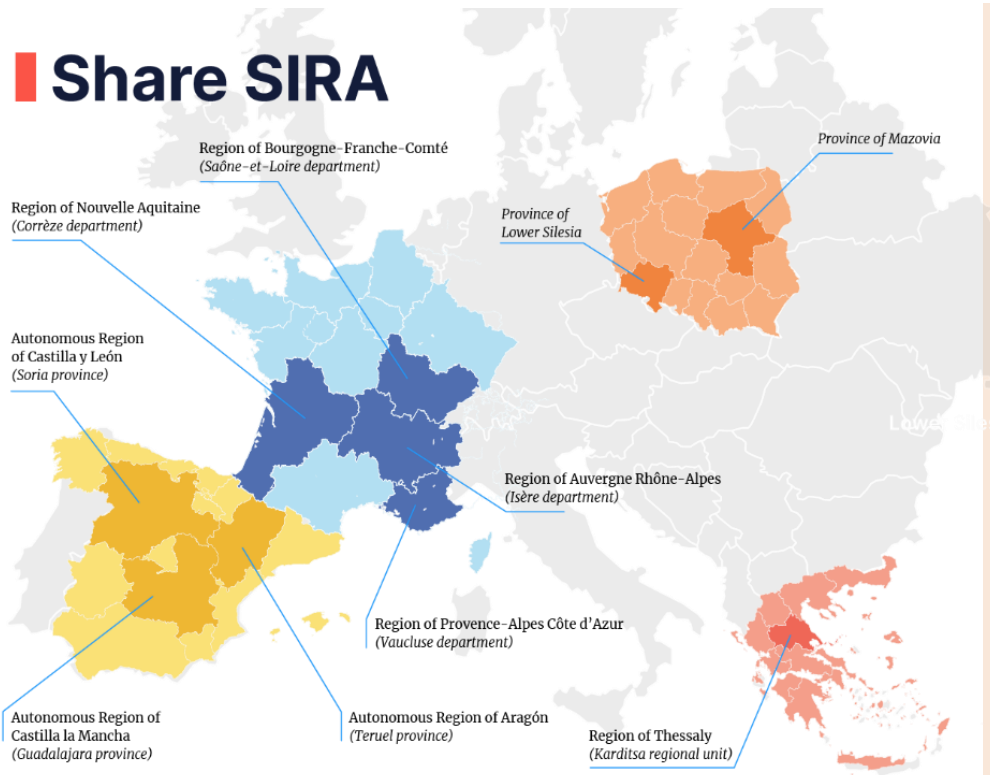 Share SIRA
Region of Bourgogne-Franche-Comté
(Saône-et-Loire department)
Province of Mazovia
Region of Nouvelle Aquitaine
(Corrèze department)
Province of
Lower Silesia
Autonomous Region
of Castilla y León
(Soria province)
Region of Auvergne Rhône-Alpes
(Isère department)
Region of Provence-Alpes Côte d'Azur
(Vaucluse department)
Autonomous Region of
Castilla la Mancha
(Guadalajara province)
Autonomous Region of Aragón
(Teruel province)
Region of Thessaly
(Karditsa regional unit)